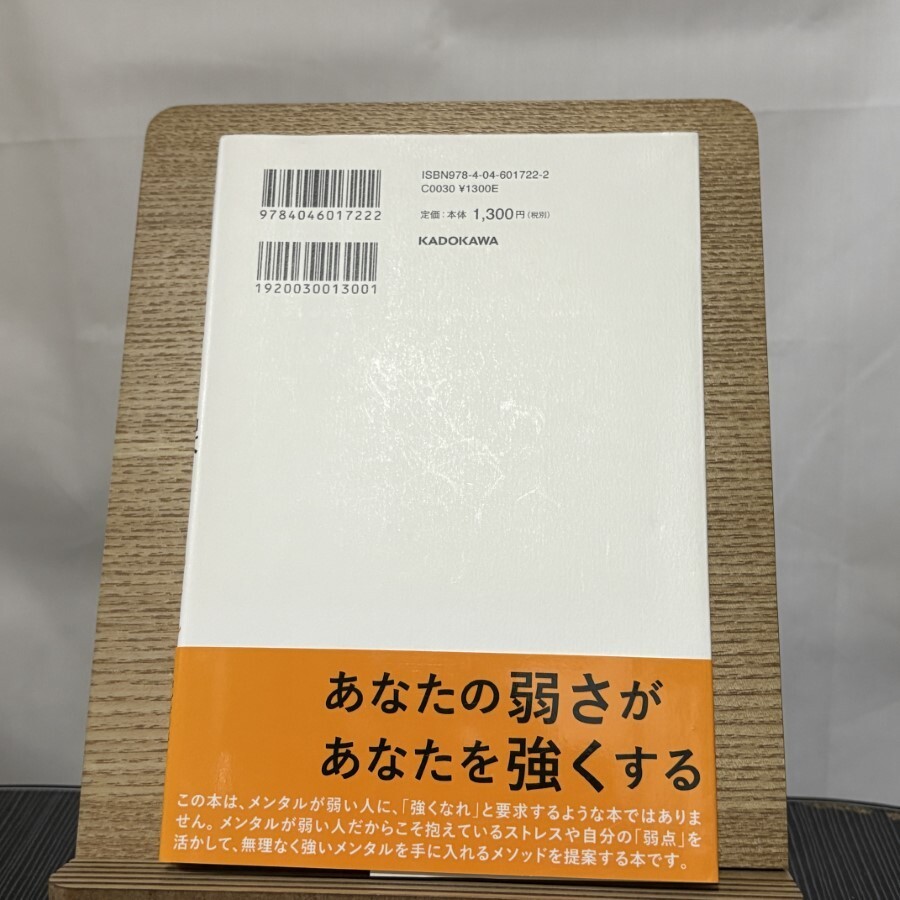 ISBN978-4-04-601722-2
C0030 ¥1300E
9784046017222
定価:本体 1,300円(税別)
KADOKAWA
1920030013001
あなたの弱さが
あなたを強くする
この本は、メンタルが弱い人に、「強くなれ」と要求するような本ではありま
せん。メンタルが弱い人だからこそ抱えているストレスや自分の「弱点」を
活かして、無理なく強いメンタルを手に入れるメソッドを提案する本です。